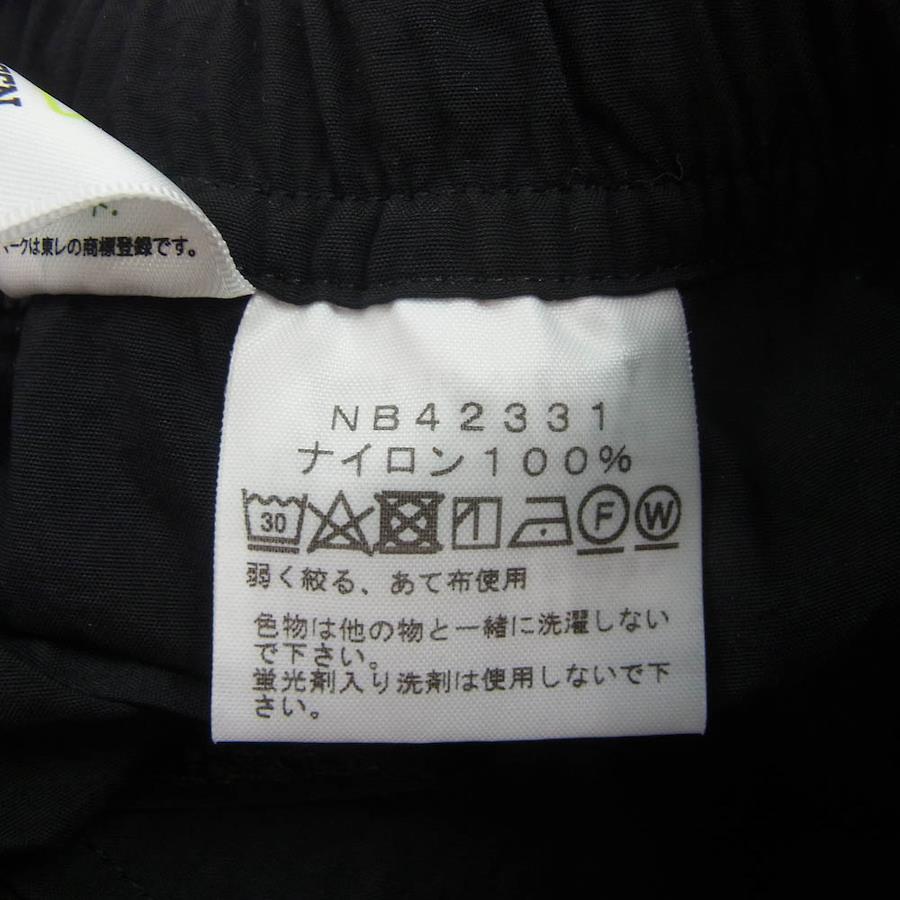 ト.
マークは東レの商標登録です。
NB42331
ナイロン100%
30
F W
弱く絞る、あて布使用
色物は他の物と一緒に洗濯しない
で下さい。
蛍光剤入り洗剤は使用しないで下
さい。